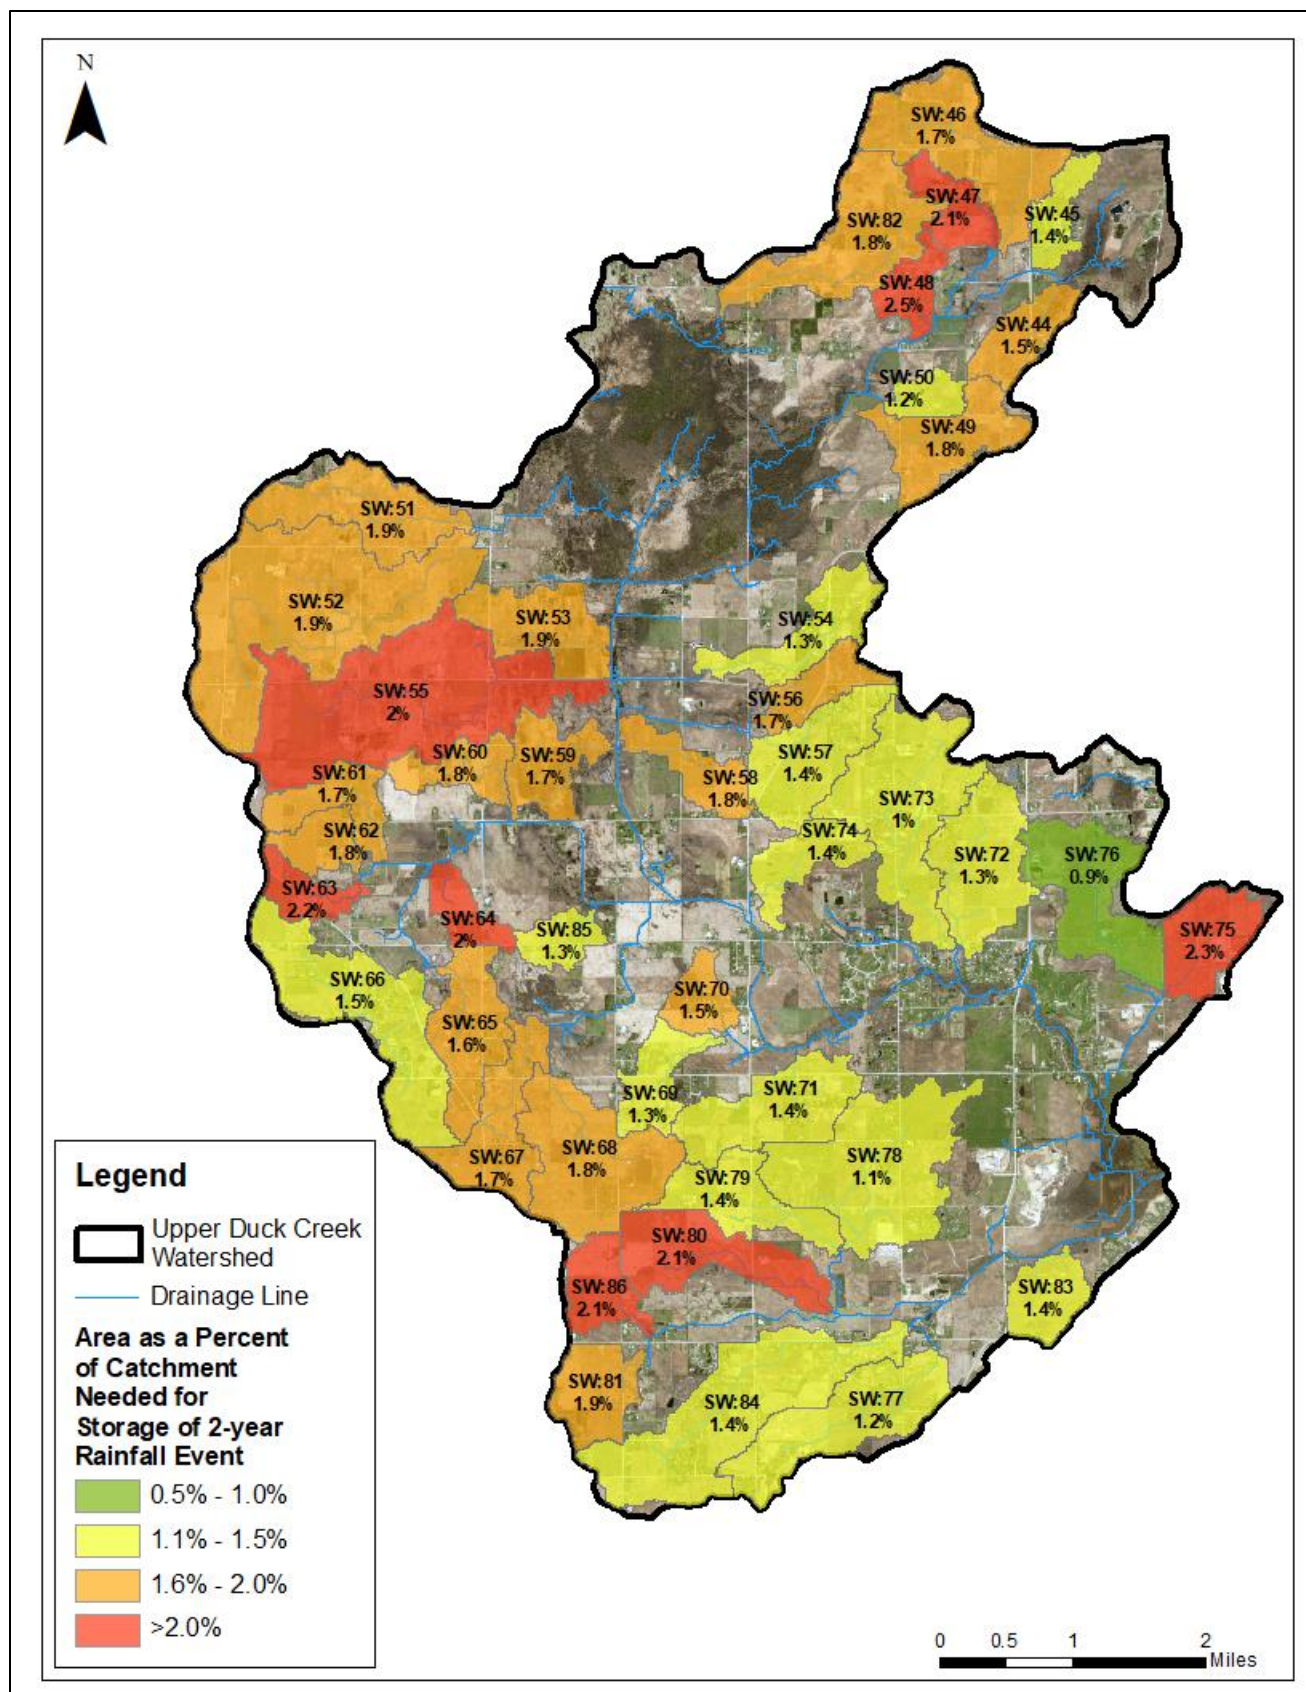 N
SW:46
1.7%
SW:47
2.1%
SW:45
1.4%
SW:82
1.8%
SW:48
2.5%
SW:44
1.5%
SW:50
1.2%
SW:49
1.8%
SW:51
1.9%
SW:52
1.9%
SW:53
1.9%
SW:54
1.3%
SW:55
2%
SW:56
1.7%
SW:57
1.4%
SW:60
1.8%
SW:59
1.7%
SW:61
1.7%
SW:58
1.8%
SW:73
1%
SW:62
1.8%
SW:74
1.4%
SW:72
1.3%
SW:76
0.9%
SW:63
2.2%
SW:64
2%
SW:85
1.3%
SW:75
2.3%
SW:66
1.5%
SW:70
1.5%
SW:65
1.6%
SW:69
1.3%
SW:71
1.4%
SW:67
1.7%
SW:68
1.8%
SW:78
1.1%
SW:79
1.4%
SW:80
2.1%
SW:86
2.1%
SW:83
1.4%
SW:81
1.9%
SW:84
1.4%
SW:77
1.2%
Legend
Upper Duck Creek
Watershed
Drainage Line
Area as a Percent
of Catchment
Needed for
Storage of 2-year
Rainfall Event
0.5% - 1.0%
1.1% - 1.5%
1.6% - 2.0%
>2.0%
0 0.5 1 2
Miles